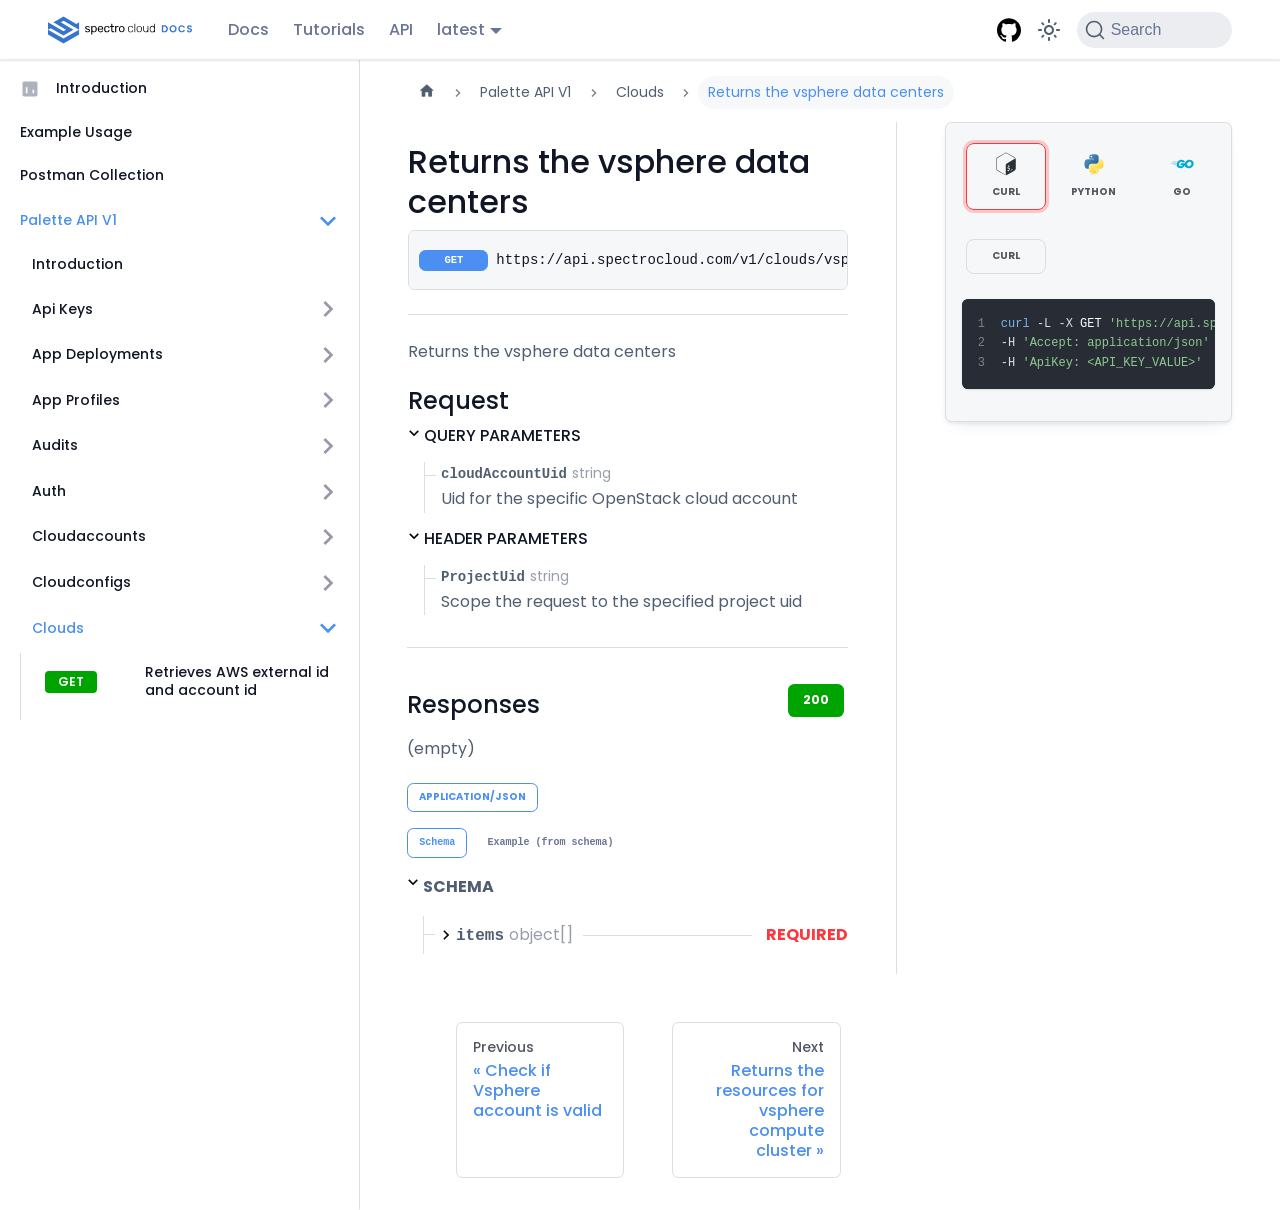 spectro cloud DOCS
Docs
Tutorials
API
latest
Search
Introduction
Example Usage
Postman Collection
Palette API V1
Introduction
Api Keys
App Deployments
App Profiles
Audits
Auth
Cloudaccounts
Cloudconfigs
Clouds
GET
Retrieves AWS external id
and account id
Palette API V1
Clouds
Returns the vsphere data centers
Returns the vsphere data
centers
GET https://api.spectrocloud.com/v1/clouds/vsp
Returns the vsphere data centers
Request
QUERY PARAMETERS
cloudAccountUid string
Uid for the specific OpenStack cloud account
HEADER PARAMETERS
ProjectUid string
Scope the request to the specified project uid
Responses
200
(empty)
APPLICATION/JSON
Schema
Example (from schema)
SCHEMA
items object[]
REQUIRED
Previous
« Check if
Vsphere
account is valid
Next
Returns the
resources for
vsphere
compute
cluster »
CURL
PYTHON
GO
GO
CURL
1 curl -L -X GET 'https://api.sp
2 -H 'Accept: application/json'
3 -H 'ApiKey: <API_KEY_VALUE>'